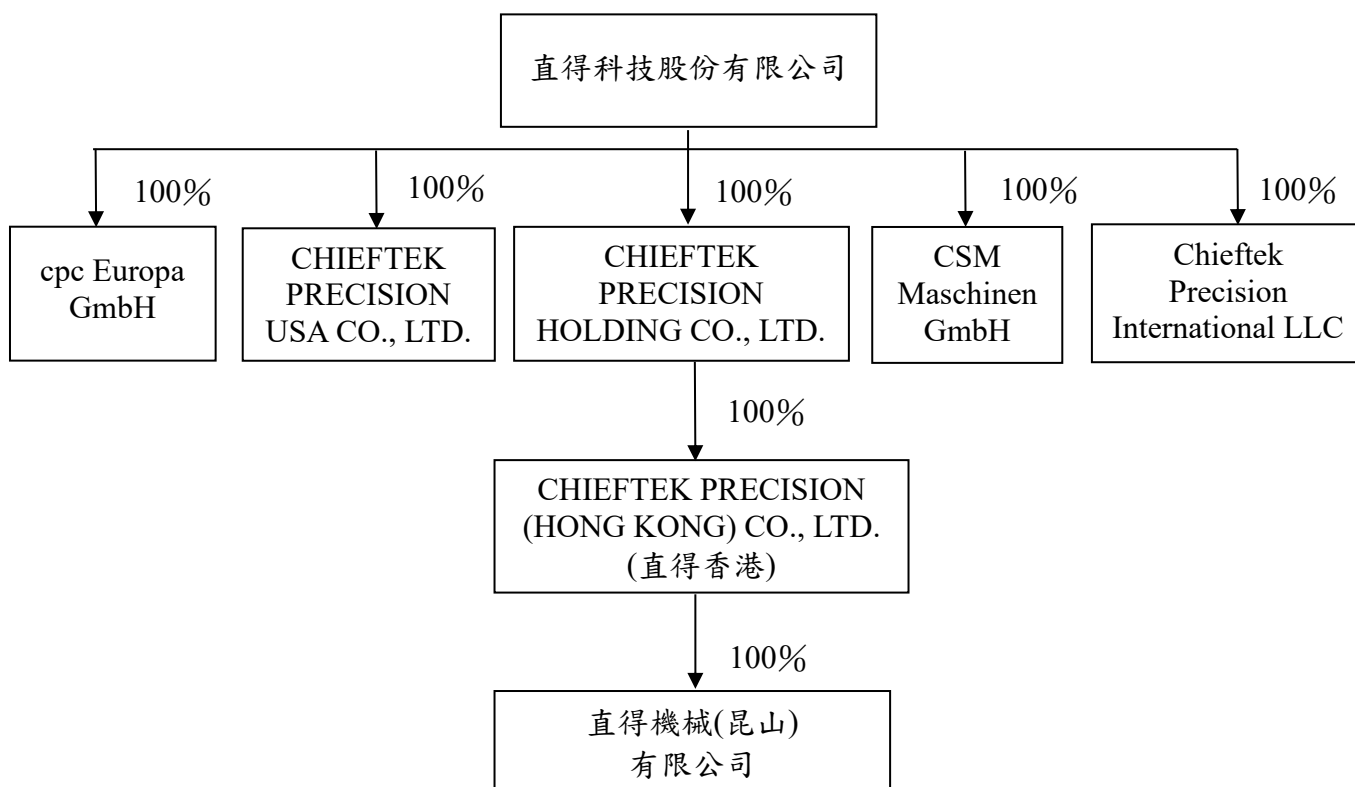 直得科技股份有限公司
100%
100%
100%
100%
100%
cpc Europa
GmbH
CHIEFTEK
PRECISION
USA CO., LTD.
CHIEFTEK
PRECISION
HOLDING CO., LTD.
CSM
Maschinen
GmbH
Chieftek
Precision
International LLC
100%
CHIEFTEK PRECISION
(HONG KONG) CO., LTD.
(直得香港)
100%
直得機械(昆山)
有限公司